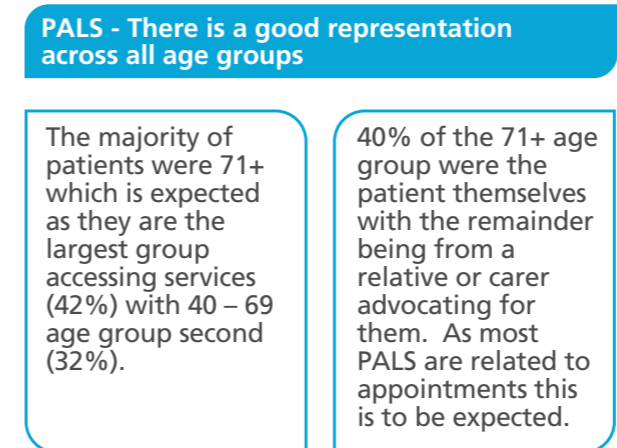 PALS - There is a good representation
across all age groups
The majority of
patients were 71+
which is expected
as they are the
largest group
accessing services
(42%) with 40 – 69
age group second
(32%).
40% of the 71+ age
group were the
patient themselves
with the remainder
being from a
relative or carer
advocating for
them.  As most
PALS are related to
appointments this
is to be expected.